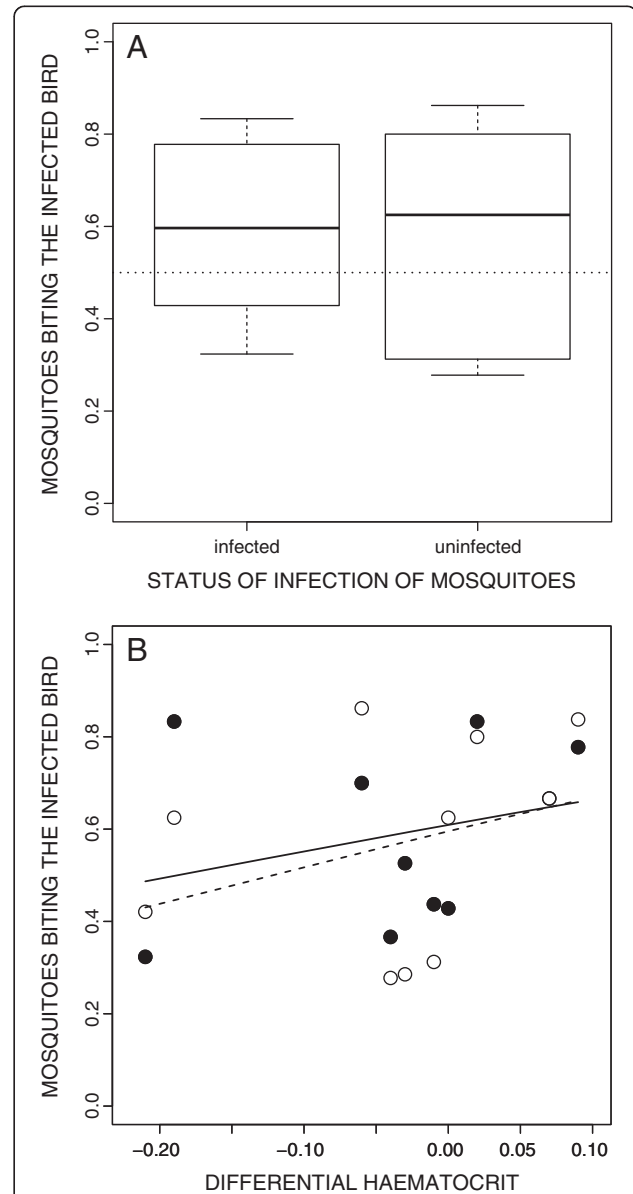 A
MOSQUITOES BITING THE INFECTED BIRD
1.0
0.8
0.6
0.4
0.2
0.0
infected uninfected
STATUS OF INFECTION OF MOSQUITOES
B
MOSQUITOES BITING THE INFECTED BIRD
1.0
0.8
0.6
0.4
0.2
0.0
−0.20 −0.10 0.00 0.10
DIFFERENTIAL HAEMATOCRIT